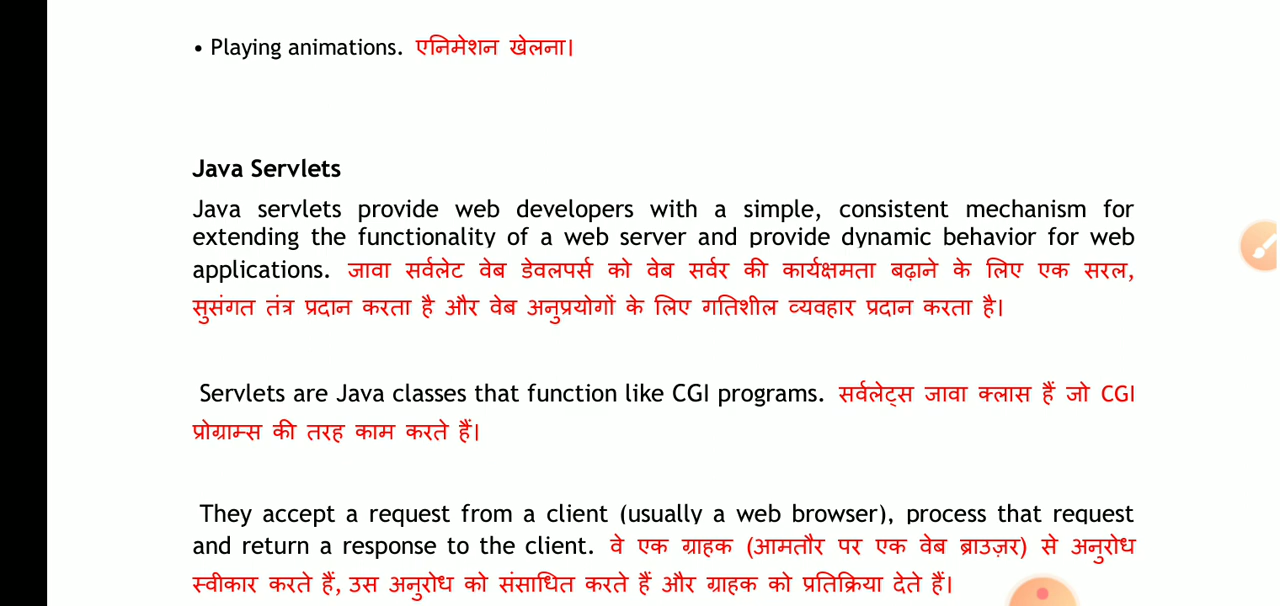 • Playing animations. एनिमेशन खेलना।
Java Servlets
Java servlets provide web developers with a simple, consistent mechanism for
extending the functionality of a web server and provide dynamic behavior for web
applications. जावा सर्वलेट वेब डेवलपर्स को वेब सर्वर की कार्यक्षमता बढ़ाने के लिए एक सरल,
सुसंगत तंत्र प्रदान करता है और वेब अनुप्रयोगों के लिए गतिशील व्यवहार प्रदान करता है।
Servlets are Java classes that function like CGI programs. सर्वलेट्स जावा क्लास हैं जो CGI
प्रोग्राम्स की तरह काम करते हैं।
They accept a request from a client (usually a web browser), process that request
and return a response to the client. वे एक ग्राहक (आमतौर पर एक वेब ब्राउज़र) से अनुरोध
स्वीकार करते हैं, उस अनुरोध को संसाधित करते हैं और ग्राहक को प्रतिक्रिया देते हैं।